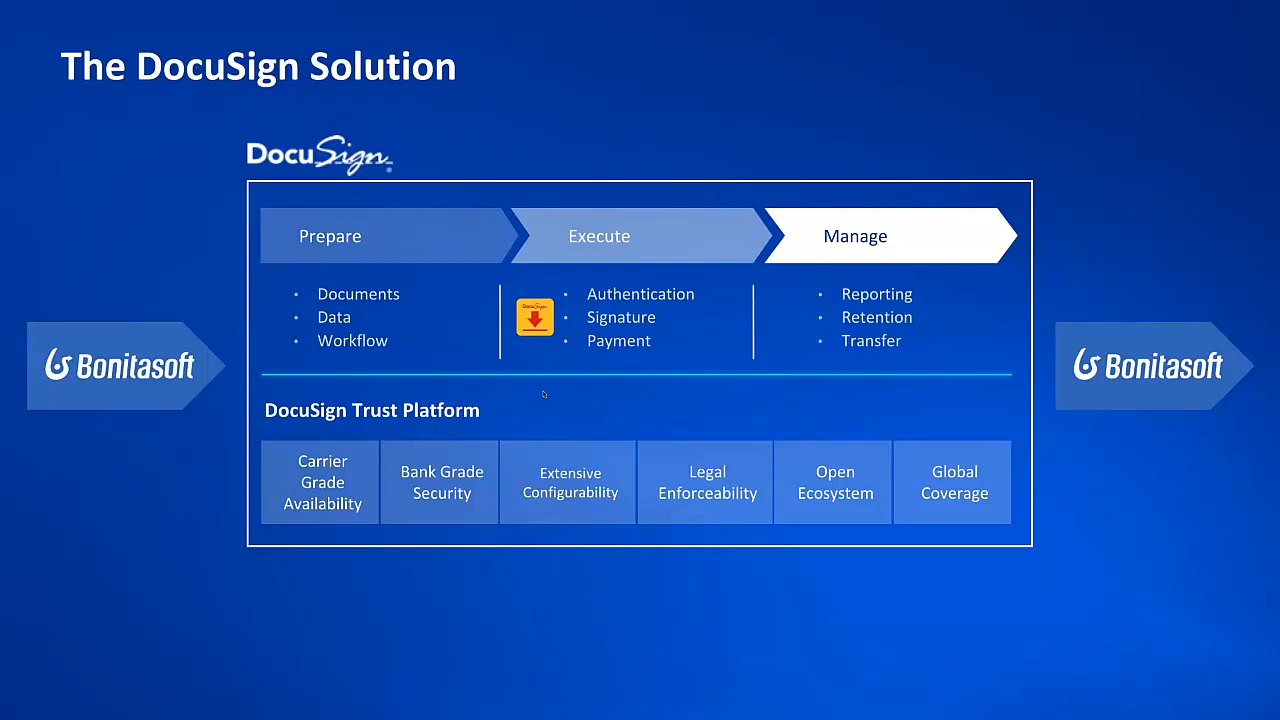 The DocuSign Solution
DocuSign
Prepare
Execute
Manage
• Documents
• Data
• Workflow
DocuSign
• Authentication
• Signature
• Payment
• Reporting
• Retention
• Transfer
Bonitasoft
Bonitasoft
DocuSign Trust Platform
Carrier
Grade
Availability
Bank Grade
Security
Extensive
Configurability
Legal
Enforceability
Open
Ecosystem
Global
Coverage